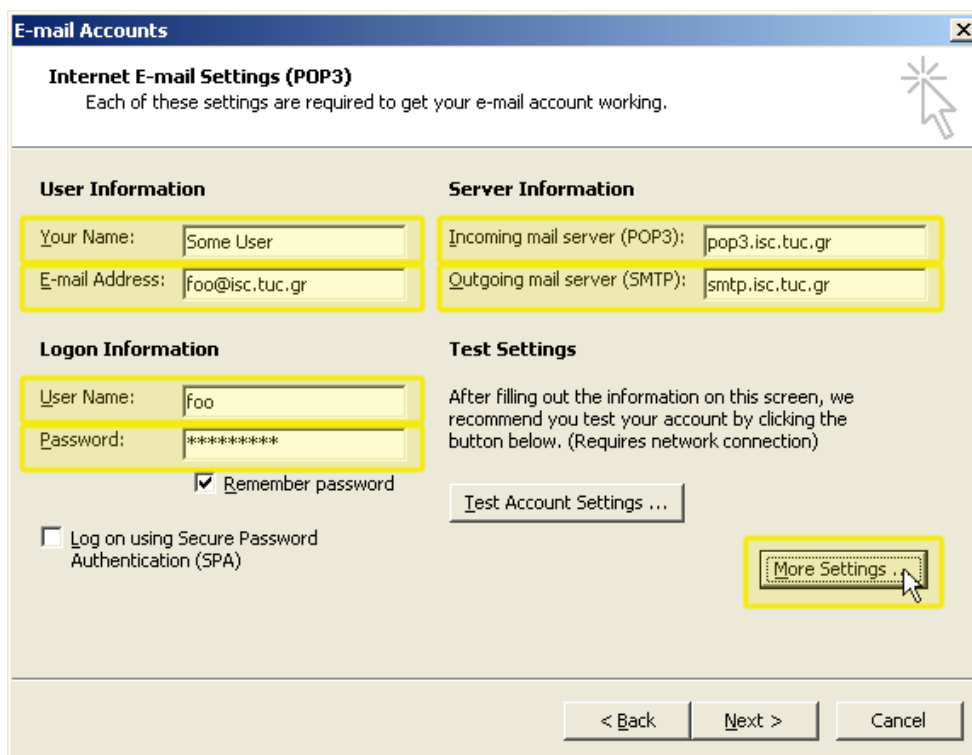 E-mail Accounts
Internet E-mail Settings (POP3)
Each of these settings are required to get your e-mail account working.
User Information
Your Name:
Some User
E-mail Address:
foo@isc.tuc.gr
Server Information
Incoming mail server (POP3):
pop3.isc.tuc.gr
Outgoing mail server (SMTP):
smtp.isc.tuc.gr
Logon Information
User Name:
foo
Password:
*********
Remember password
Log on using Secure Password
Authentication (SPA)
Test Settings
After filling out the information on this screen, we
recommend you test your account by clicking the
button below. (Requires network connection)
Test Account Settings ...
More Settings ...
< Back
Next >
Cancel